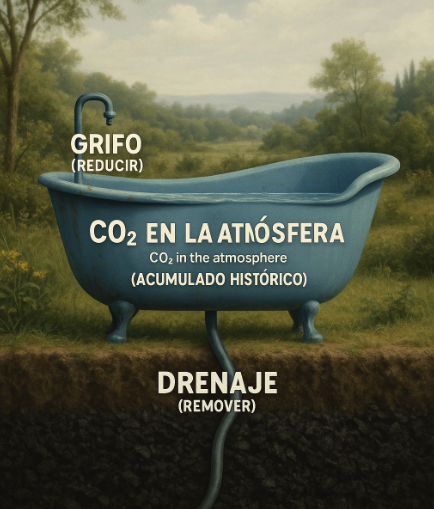 GRIFO
(REDUCIR)
CO₂ EN LA ATMÓSFERA
CO₂ in the atmosphere
(ACUMULADO HISTÓRICO)
DRENAJE
(REMOVER)